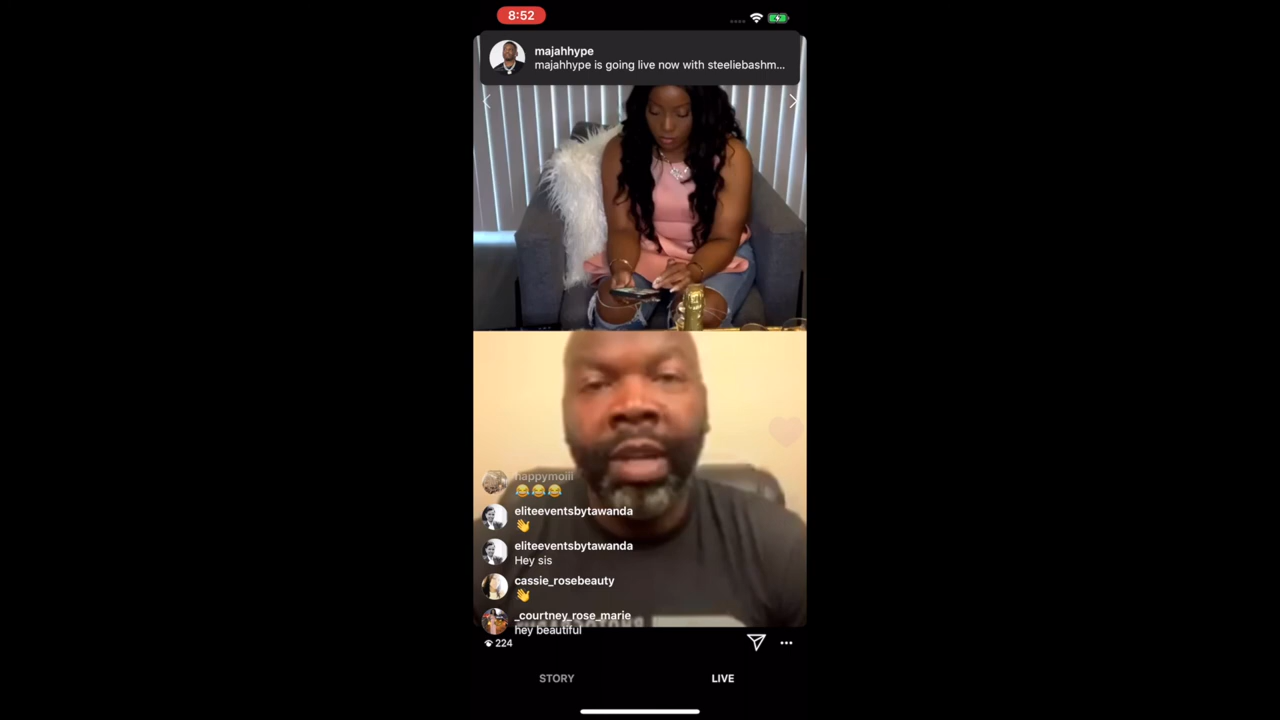 8:52
majahhype
majahhype is going live now with steeliebashm...
happymoiii
😂😂😂
eliteeventsbytawanda
👋
eliteeventsbytawanda
Hey sis
cassie_rosebeauty
👋
_courtney_rose_marie
hey beautiful
224
STORY
LIVE